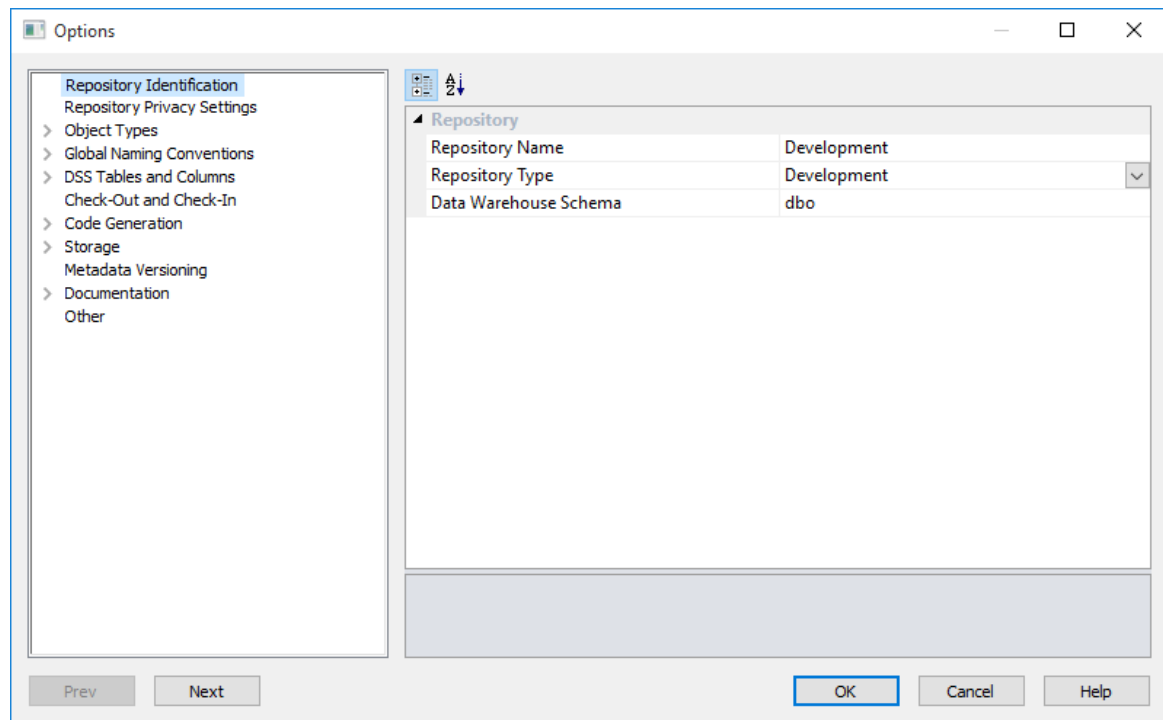 Options
Repository Identification
Repository Privacy Settings
Object Types
Global Naming Conventions
DSS Tables and Columns
Check-Out and Check-In
Code Generation
Storage
Metadata Versioning
Documentation
Other
A
Z
Repository
Repository Name Development
Repository Type Development
Data Warehouse Schema dbo
Prev Next OK Cancel Help